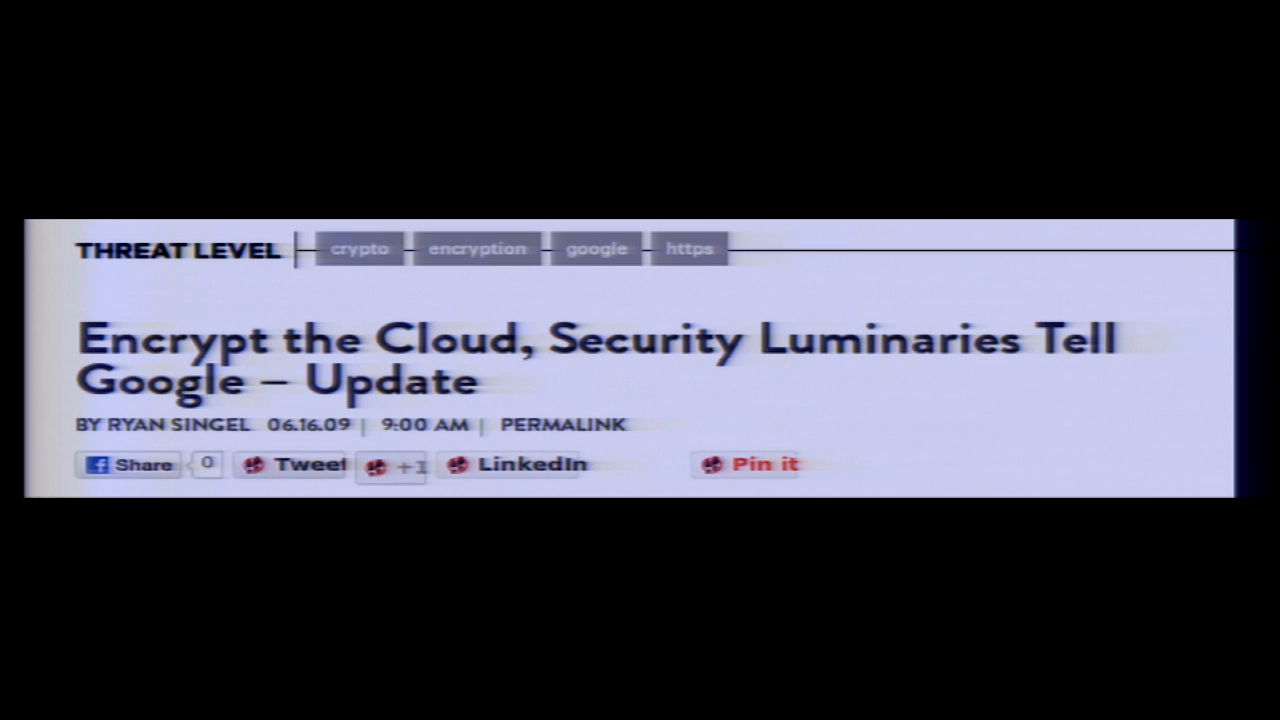 THREAT LEVEL crypto encryption google https
Encrypt the Cloud, Security Luminaries Tell
Google – Update
BY RYAN SINGEL 06.16.09 | 9:00 AM | PERMALINK
Share 0 Tweet +1 LinkedIn Pin it